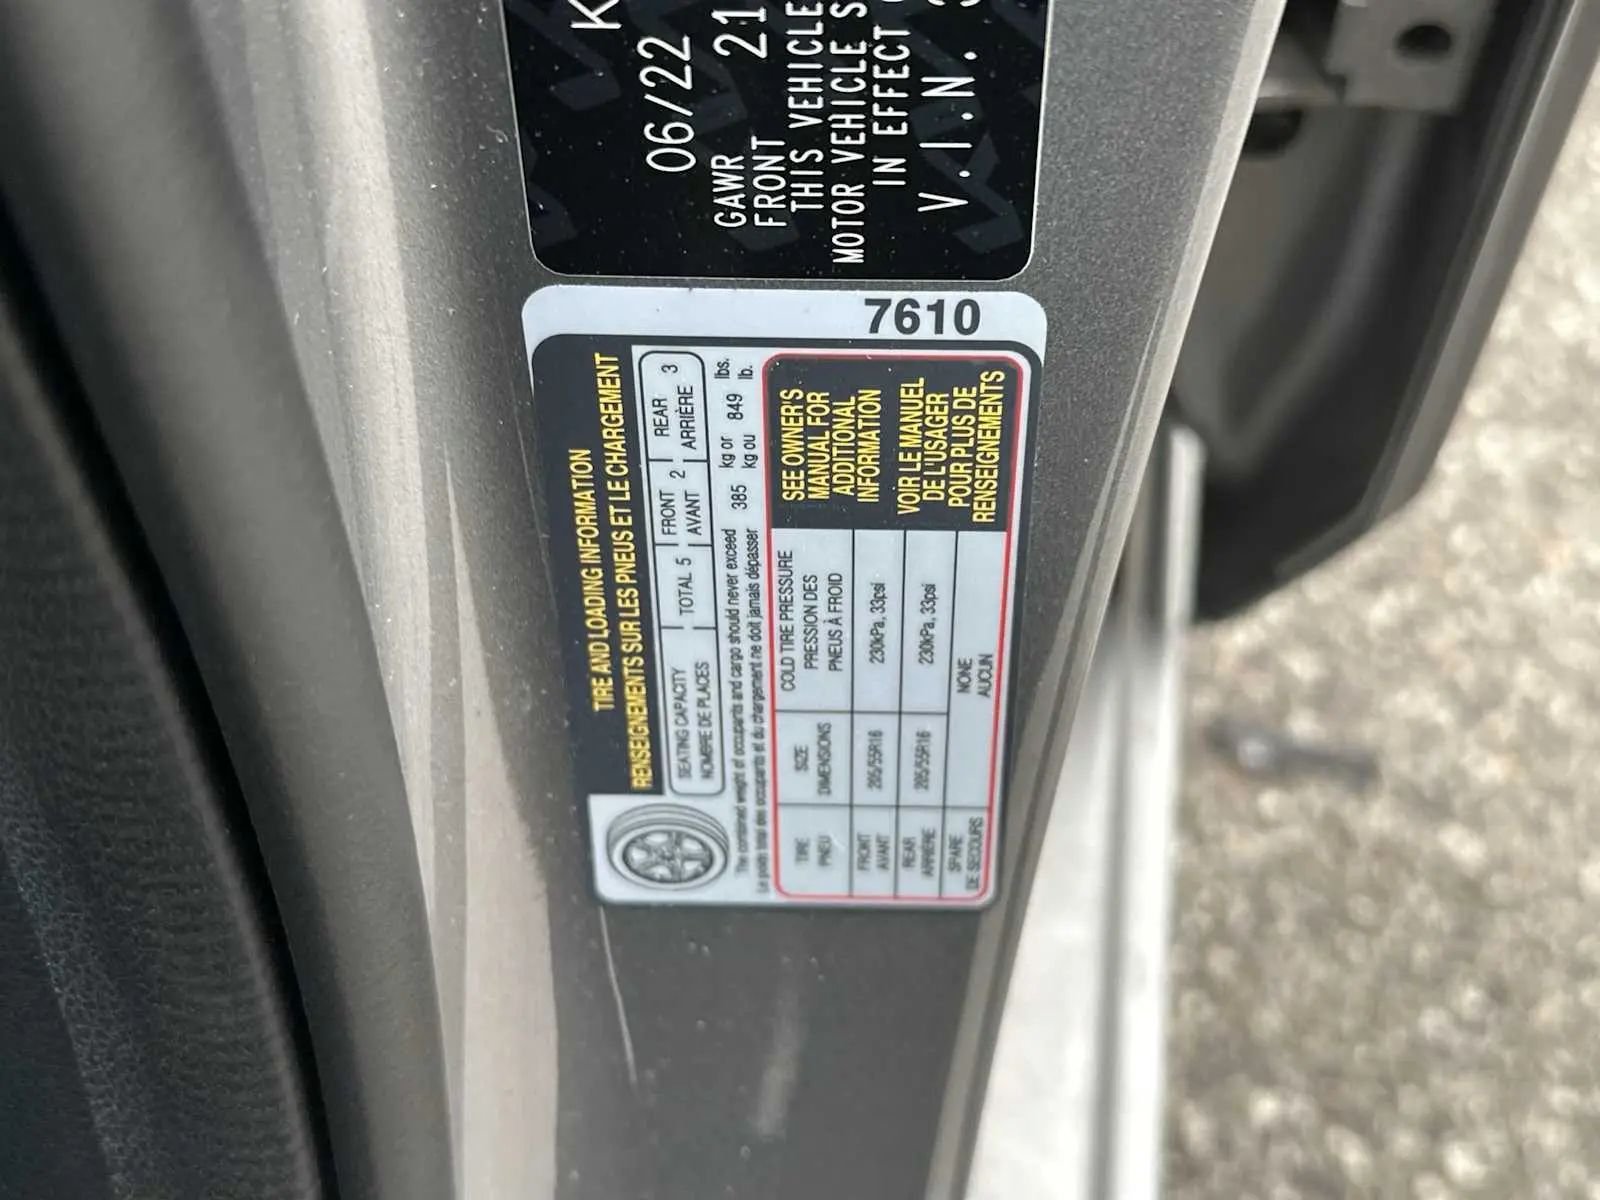 K
06/22
GAWR
FRONT 21
THIS VEHICLE
MOTOR VEHICLE S
IN EFFECT
V.I.N.
7610
TIRE AND LOADING INFORMATION
RENSEIGNEMENTS SUR LES PNEUS ET LE CHARGEMENT
SEATING CAPACITY
NOMBRE DE PLACES
TOTAL 5
FRONT
AVANT
2
REAR
ARRIÈRE
3
The combined weight of occupants and cargo should never exceed 385 kg or 849 lbs.
Le poids total des occupants et du chargement ne doit jamais dépasser kg ou lb.
TIRE
PNEU
SIZE
DIMENSIONS
COLD TIRE PRESSURE
PRESSION DES
PNEUS À FROID
FRONT
AVANT
205/55R16
230kPa, 33psi
REAR
ARRIÈRE
205/55R16
230kPa, 33psi
SPARE
DE SECOURS
NONE
AUCUN
SEE OWNER'S
MANUAL FOR
ADDITIONAL
INFORMATION
VOIR LE MANUEL
DE L'USAGER
POUR PLUS DE
RENSEIGNEMENTS